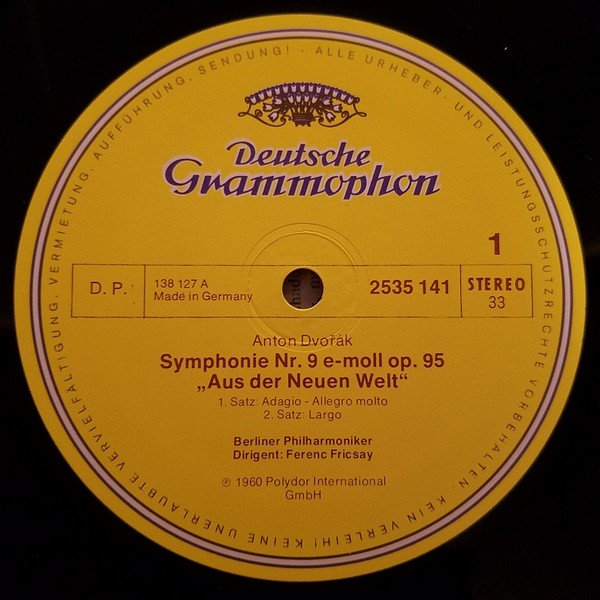 ALLE URHEBER- UND LEISTUNGSSCHUTZRECHTE VORBEHALTEN. KEIN VERLEIH! KEINE UNERLAUBTE VERVIELFÄLTIGUNG, VERMIETUNG, AUFFÜHRUNG, SENDUNG!
Deutsche
Grammophon
1
D. P.
138 127 A
Made in Germany
2535 141
STEREO
33
Anton Dvořák
Symphonie Nr. 9 e-moll op. 95
„Aus der Neuen Welt“
1. Satz: Adagio - Allegro molto
2. Satz: Largo
Berliner Philharmoniker
Dirigent: Ferenc Fricsay
℗ 1960 Polydor International
GmbH